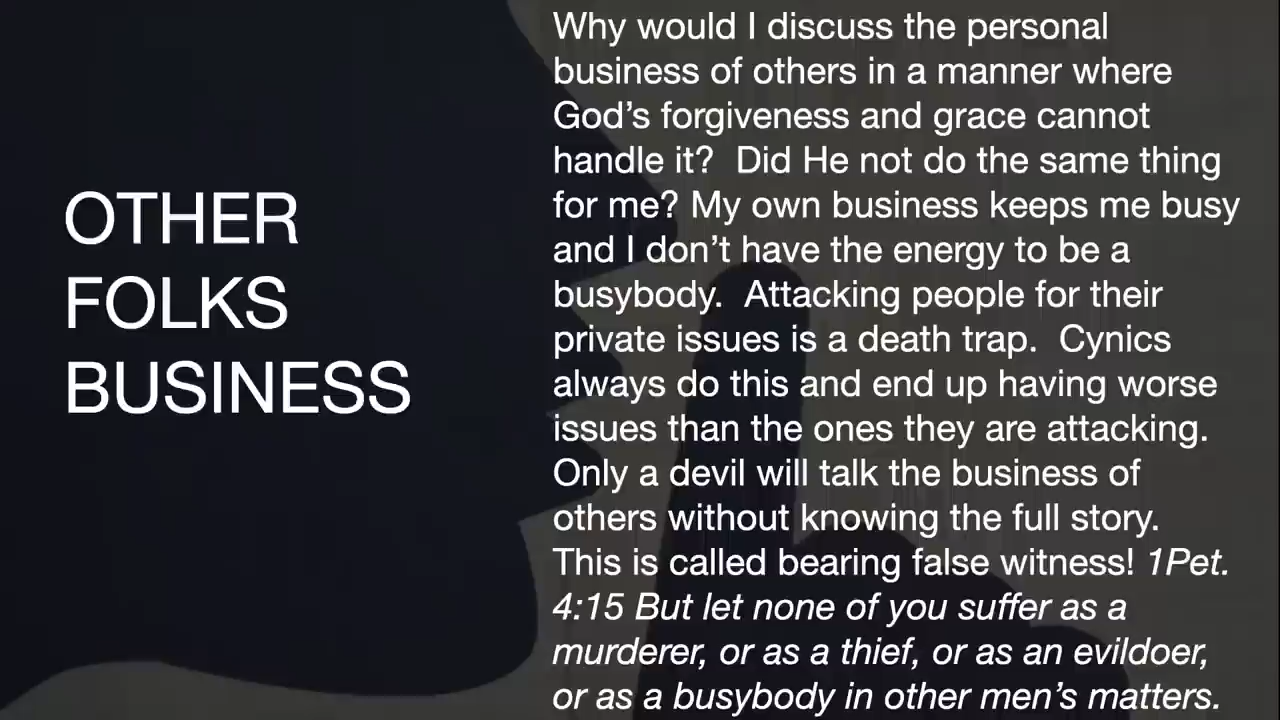 OTHER
FOLKS
BUSINESS
Why would I discuss the personal
business of others in a manner where
God’s forgiveness and grace cannot
handle it?  Did He not do the same thing
for me? My own business keeps me busy
and I don’t have the energy to be a
busybody.  Attacking people for their
private issues is a death trap.  Cynics
always do this and end up having worse
issues than the ones they are attacking.
Only a devil will talk the business of
others without knowing the full story.
This is called bearing false witness! 1Pet.
4:15 But let none of you suffer as a
murderer, or as a thief, or as an evildoer,
or as a busybody in other men’s matters.